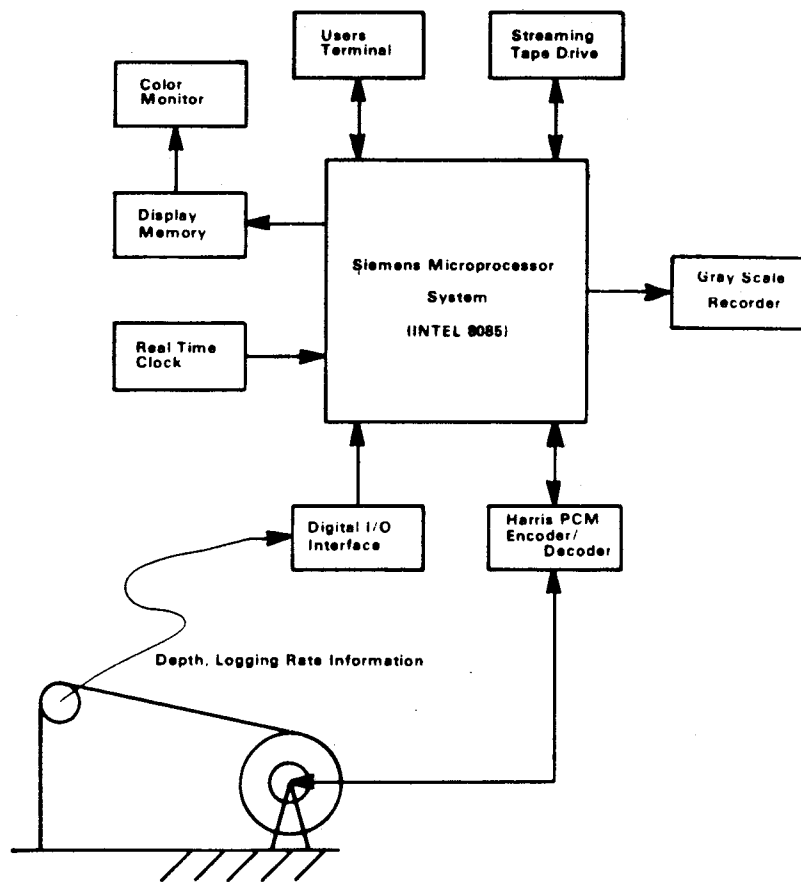 Users
Terminal
Streaming
Tape Drive
Color
Monitor
Display
Memory
Siemens Microprocessor
System
(INTEL 8085)
Gray Scale
Recorder
Real Time
Clock
Digital I/O
Interface
Harris PCM
Encoder/
Decoder
Depth, Logging Rate Information